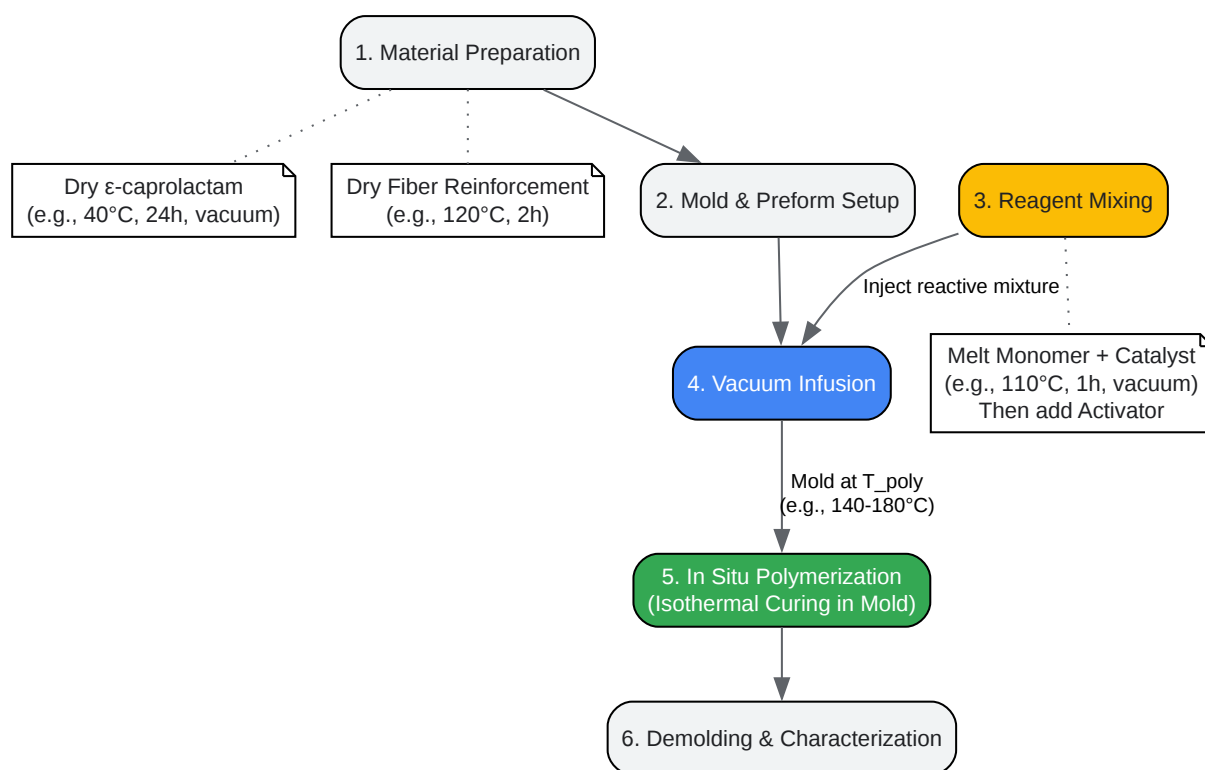 1. Material Preparation
Dry ε-caprolactam
(e.g., 40°C, 24h, vacuum)
Dry Fiber Reinforcement
(e.g., 120°C, 2h)
2. Mold & Preform Setup
3. Reagent Mixing
Inject reactive mixture
4. Vacuum Infusion
Melt Monomer + Catalyst
(e.g., 110°C, 1h, vacuum)
Then add Activator
Mold at T_poly
(e.g., 140-180°C)
5. In Situ Polymerization
(Isothermal Curing in Mold)
6. Demolding & Characterization